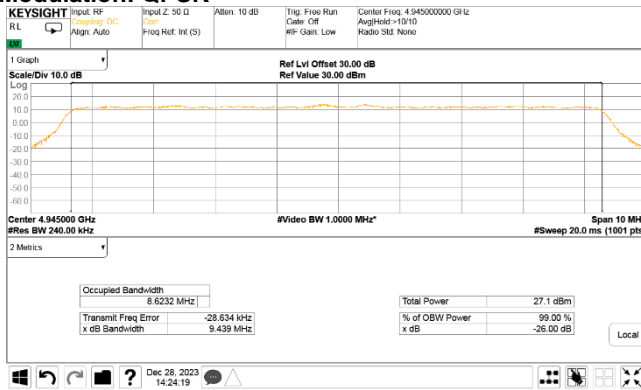 Modulation: QPSK
KEYSIGHT Input: RF Input Z: 50 Ω Atten: 10 dB Trig: Free Run Center Freq: 4.945000000 GHz
RL Coupling: DC Corr Gate: Off Avg|Hold:>10/10
Align: Auto Freq Ref: Int (S) #IF Gain: Low Radio Std: None
LXI
1 Graph
Ref Lvl Offset 30.00 dB
Scale/Div 10.0 dB Ref Value 30.00 dBm
Log
20.0
10.0
0.00
-10.0
-20.0
-30.0
-40.0
-50.0
-60.0
Center 4.945000 GHz #Video BW 1.0000 MHz* Span 10 MH
#Res BW 240.00 kHz #Sweep 20.0 ms (1001 pts
2 Metrics
Occupied Bandwidth
8.6232 MHz Total Power 27.1 dBm
Transmit Freq Error -28.634 kHz % of OBW Power 99.00 %
x dB Bandwidth 9.439 MHz x dB -26.00 dB
Local
? Dec 28, 2023
14:24:19